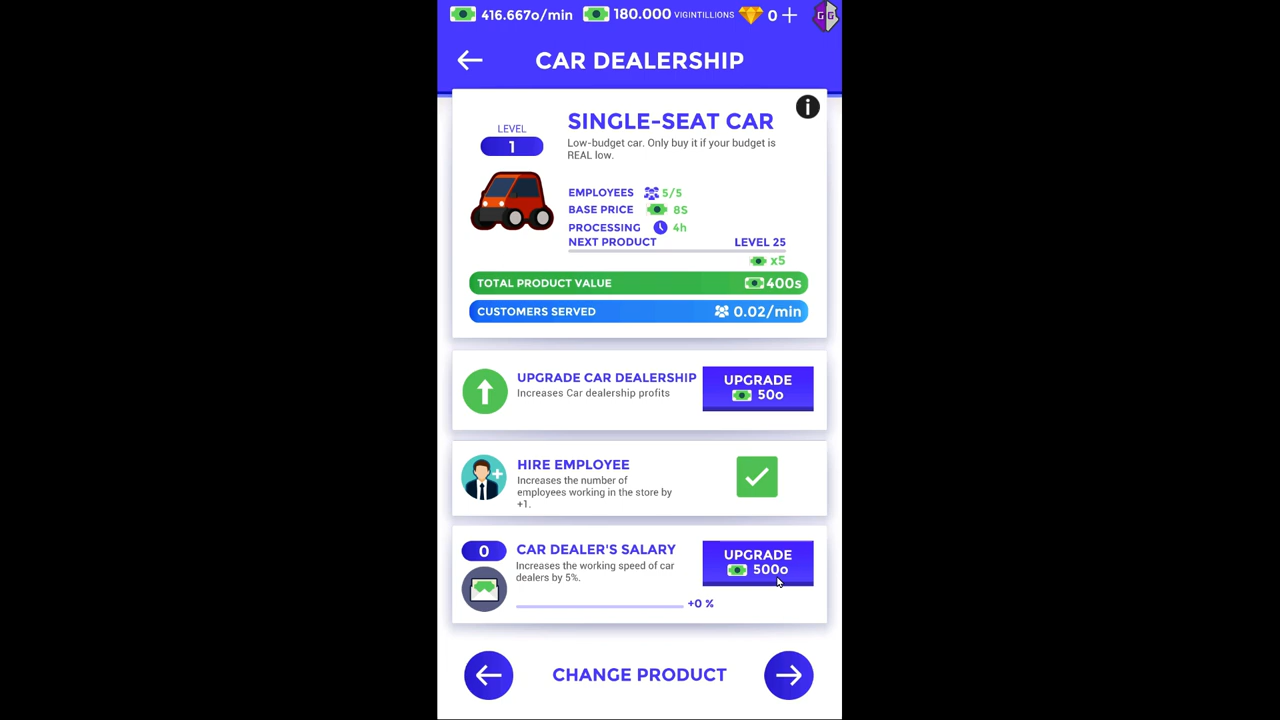 416.667o/min 180.000 VIGINTILLIONS 0 +
CAR DEALERSHIP
SINGLE-SEAT CAR
LEVEL
1
Low-budget car. Only buy it if your budget is
REAL low.
EMPLOYEES 5/5
BASE PRICE 8S
PROCESSING 4h
NEXT PRODUCT LEVEL 25
x5
TOTAL PRODUCT VALUE 400s
CUSTOMERS SERVED 0.02/min
UPGRADE CAR DEALERSHIP
Increases Car dealership profits
UPGRADE
50o
HIRE EMPLOYEE
Increases the number of
employees working in the store by
+1.
0
CAR DEALER'S SALARY
Increases the working speed of car
dealers by 5%.
UPGRADE
500o
+0 %
CHANGE PRODUCT